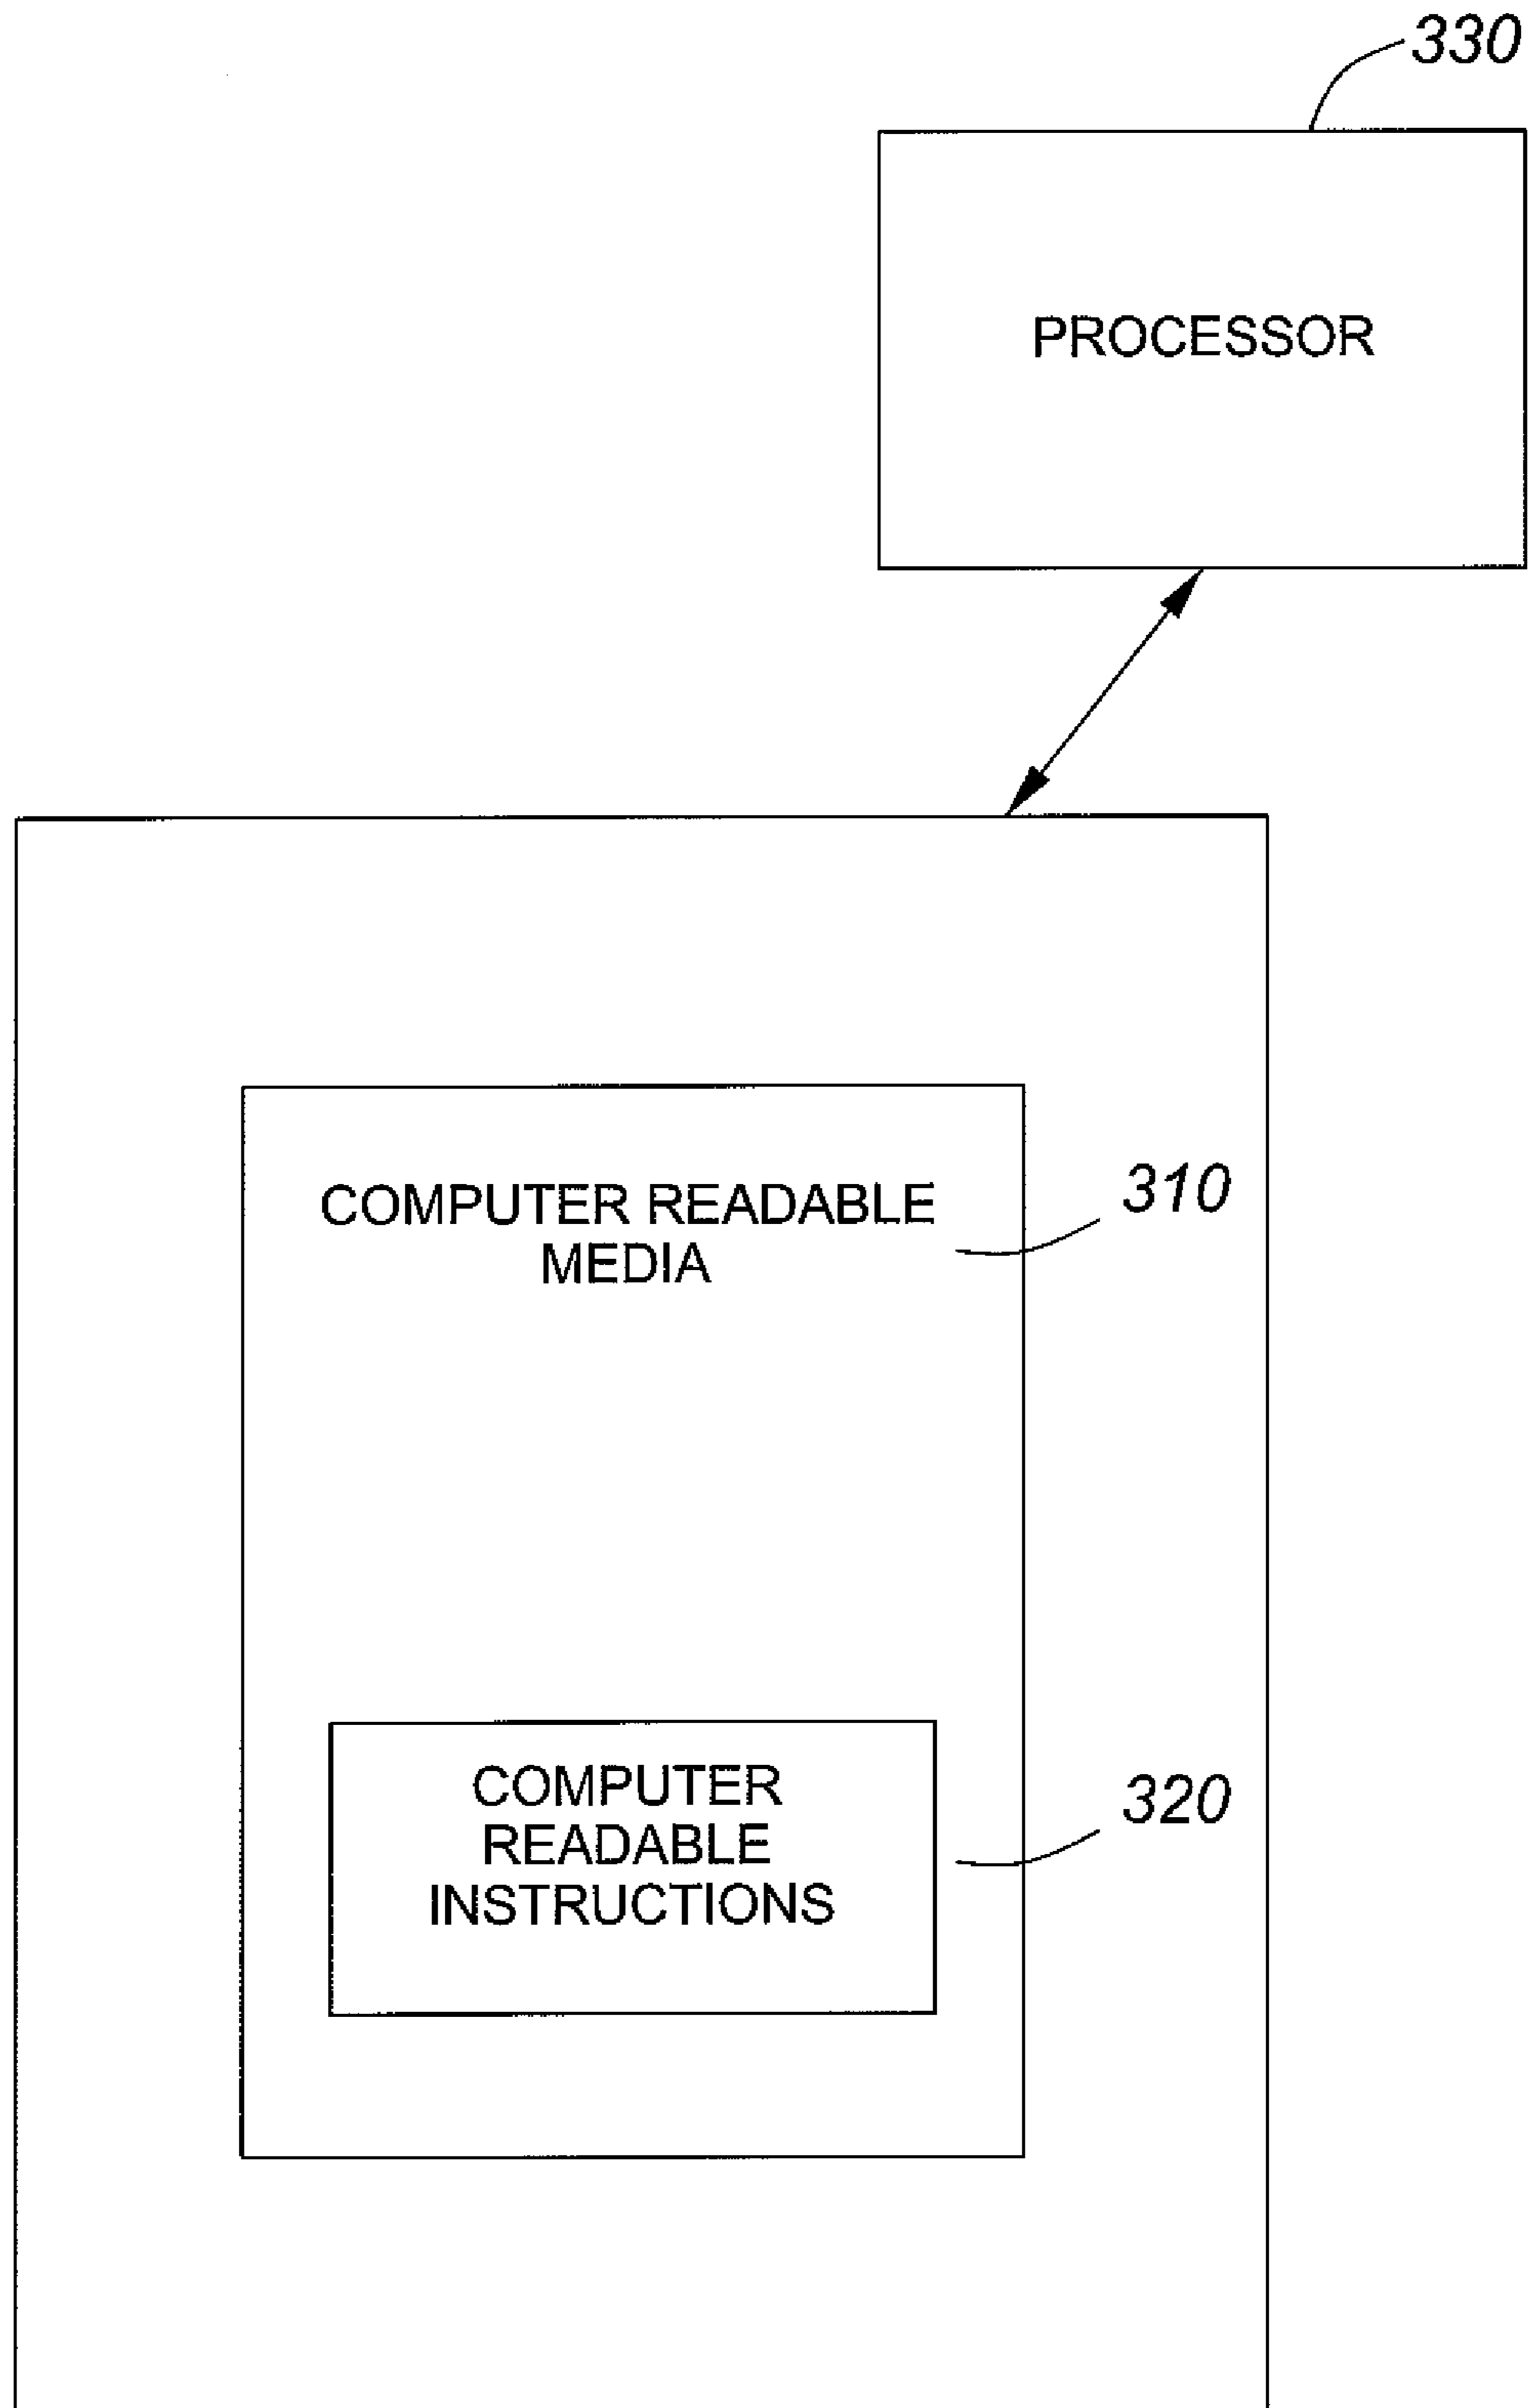 330
PROCESSOR
COMPUTER READABLE
MEDIA
310
COMPUTER
READABLE
INSTRUCTIONS
320